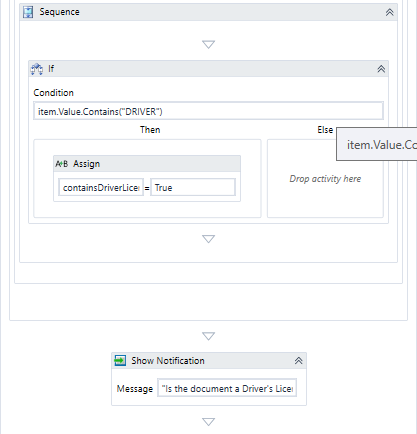 Sequence
If
Condition
item.Value.Contains("DRIVER")
Then
Else
item.Value.Co
A*B Assign
containsDriverLice = True
Drop activity here
Show Notification
Message "Is the document a Driver's Lice